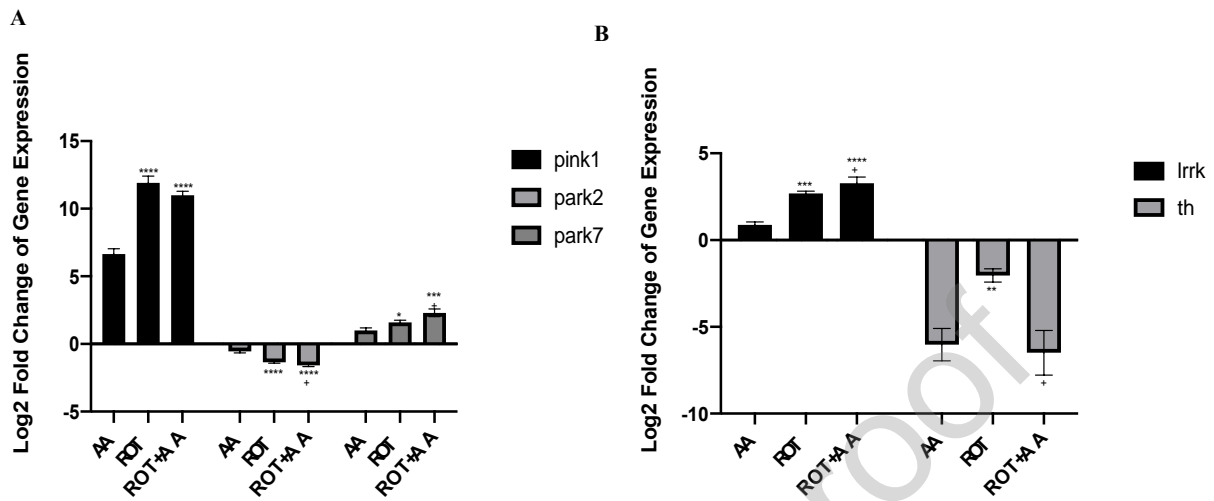 A
Log2 Fold Change of Gene Expression
15
10
5
0
-5
****
****
****
****
+
*
***
+
AA
ROT
ROT+A A
AA
ROT
ROT+A A
AA
ROT
ROT+A A
pink1
park2
park7
B
Log2 Fold Change of Gene Expression
5
0
-5
-10
***
****
+
**
+
AA
ROT
ROT+A A
AA
ROT
ROT+A A
lrrk
th
roof